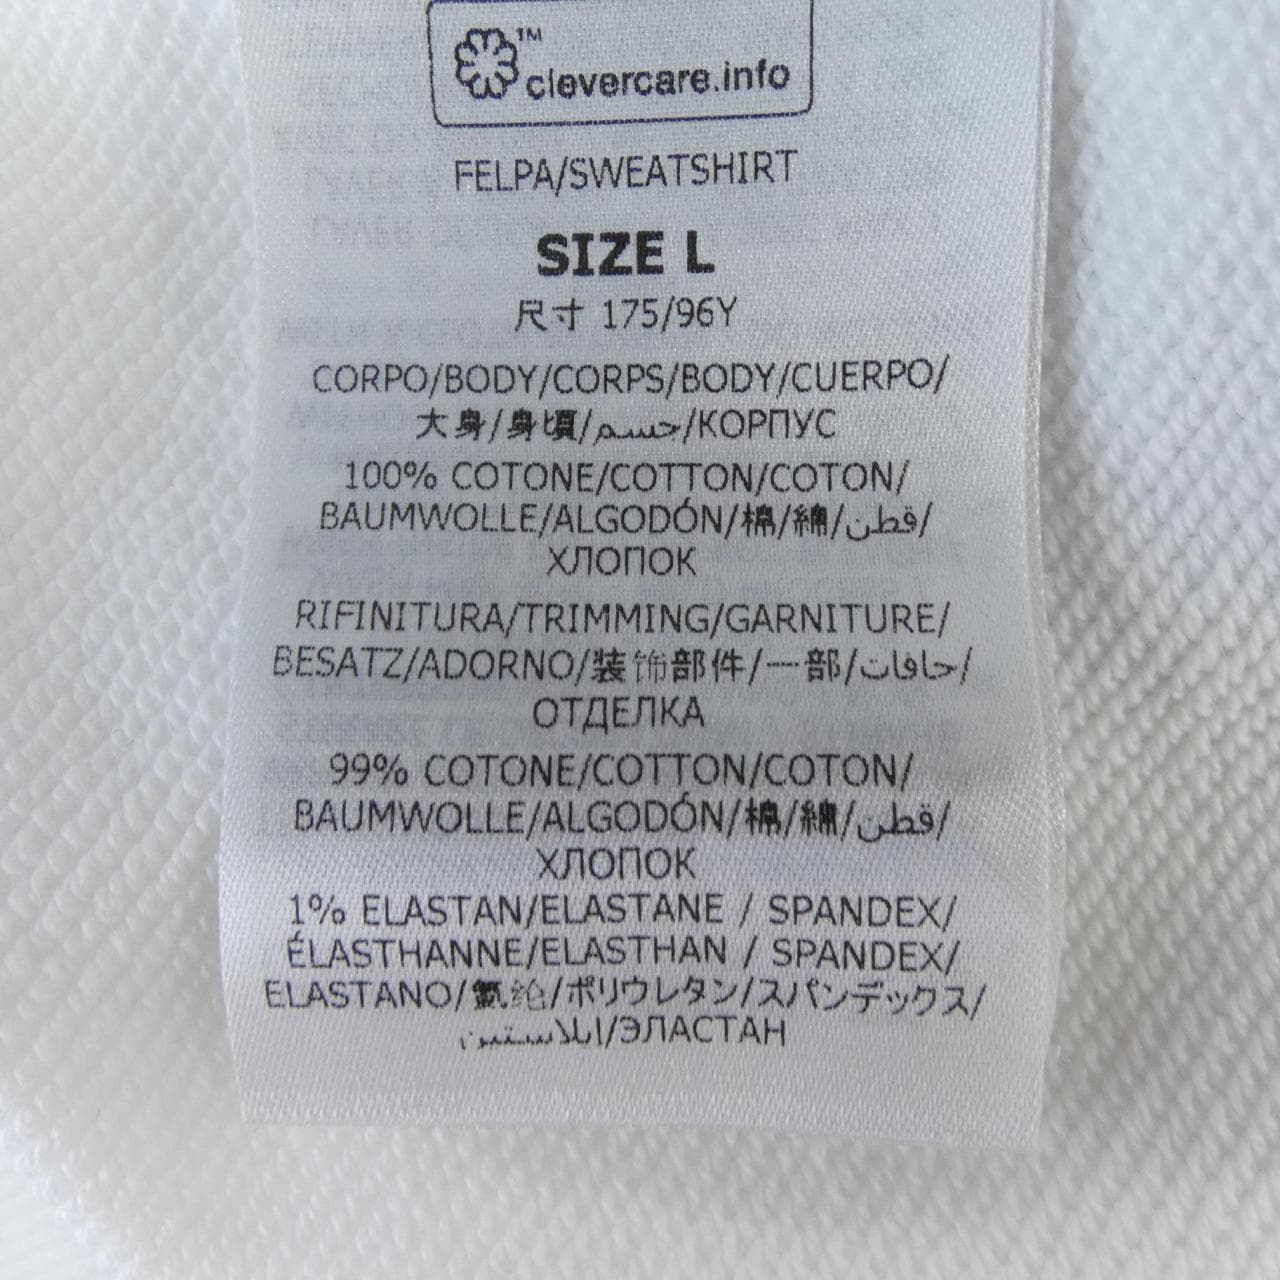 clevercare.info™
FELPA/SWEATSHIRT
SIZE L
尺寸 175/96Y
CORPO/BODY/CORPS/BODY/CUERPO/
大身/身頃/جسم/КОРПУС
100% COTONE/COTTON/COTON/
BAUMWOLLE/ALGODÓN/棉/綿/قطن/
ХЛОПОК
RIFINITURA/TRIMMING/GARNITURE/
BESATZ/ADORNO/装饰部件/一部/حافات/
ОТДЕЛКА
99% COTONE/COTTON/COTON/
BAUMWOLLE/ALGODÓN/棉/綿/قطن/
ХЛОПОК
1% ELASTAN/ELASTANE / SPANDEX/
ÉLASTHANNE/ELASTHAN / SPANDEX/
ELASTANO/氨纶/ポリウレタン/スパンデックス/
ايلاستين/ЭЛАСТАН